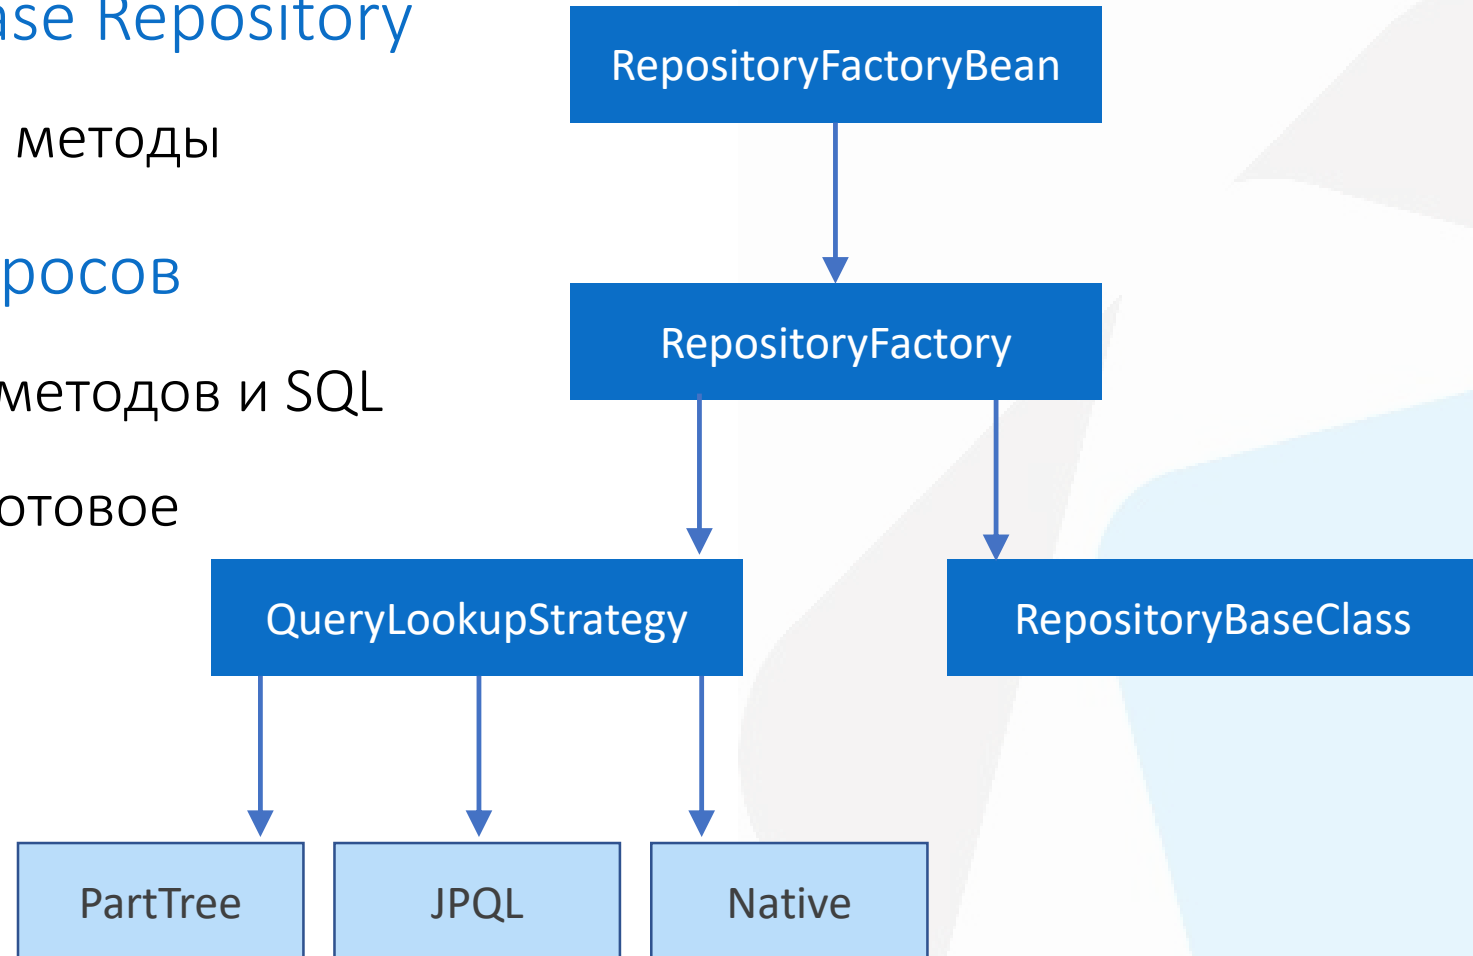 ase Repository
методы
росов
методов и SQL
отовое
RepositoryFactoryBean
RepositoryFactory
QueryLookupStrategy
RepositoryBaseClass
PartTree
JPQL
Native